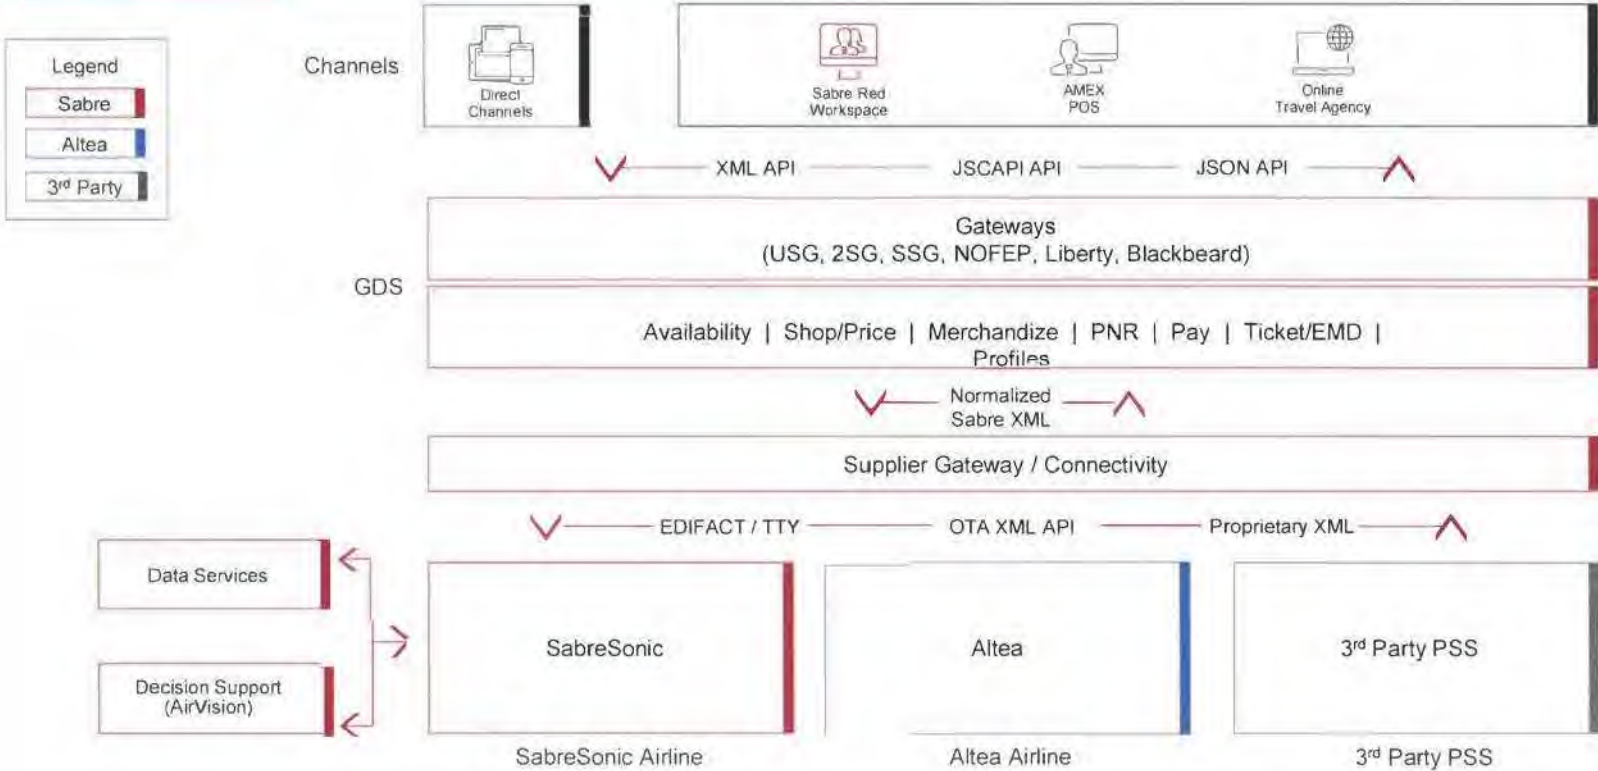 Legend
Sabre
Altea
3rd Party
Channels
Direct
Channels
Sabre Red
Workspace
AMEX
POS
Online
Travel Agency
XML API
JSCAPI API
JSON API
Gateways
(USG, 2SG, SSG, NOFEP, Liberty, Blackbeard)
GDS
Availability | Shop/Price | Merchandize | PNR | Pay | Ticket/EMD |
Profiles
Normalized
Sabre XML
Supplier Gateway / Connectivity
EDIFACT / TTY
OTA XML API
Proprietary XML
Data Services
Decision Support
(AirVision)
SabreSonic
Altea
3rd Party PSS
SabreSonic Airline
Altea Airline
3rd Party PSS